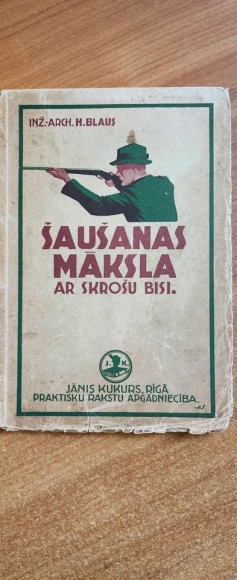 INŽ.-ARCH. H. BLAUS
ŠAUŠANAS
MĀKSLA
AR SKROŠU BISI.
J. K.
JĀNIS KUKURS, RĪGĀ
PRAKTISKU RAKSTU APGĀDNIECĪBA.